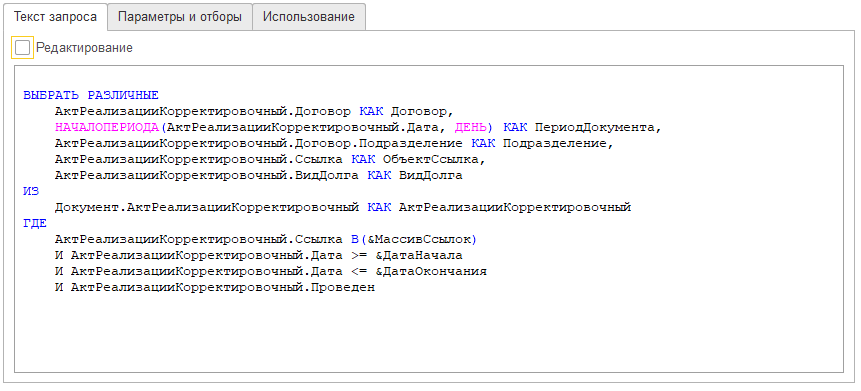 Текст запроса Параметры и отборы Использование
Редактирование
ВЫБРАТЬ РАЗЛИЧНЫЕ
АктРеализацииКорректировочный.Договор КАК Договор,
НАЧАЛОПЕРИОДА(АктРеализацииКорректировочный.Дата, ДЕНЬ) КАК ПериодДокумента,
АктРеализацииКорректировочный.Договор.Подразделение КАК Подразделение,
АктРеализацииКорректировочный.Ссылка КАК ОбъектСсылка,
АктРеализацииКорректировочный.ВидДолга КАК ВидДолга
ИЗ
Документ.АктРеализацииКорректировочный КАК АктРеализацииКорректировочный
ГДЕ
АктРеализацииКорректировочный.Ссылка В(&МассивСсылок)
И АктРеализацииКорректировочный.Дата >= &ДатаНачала
И АктРеализацииКорректировочный.Дата <= &ДатаОкончания
И АктРеализацииКорректировочный.Проведен